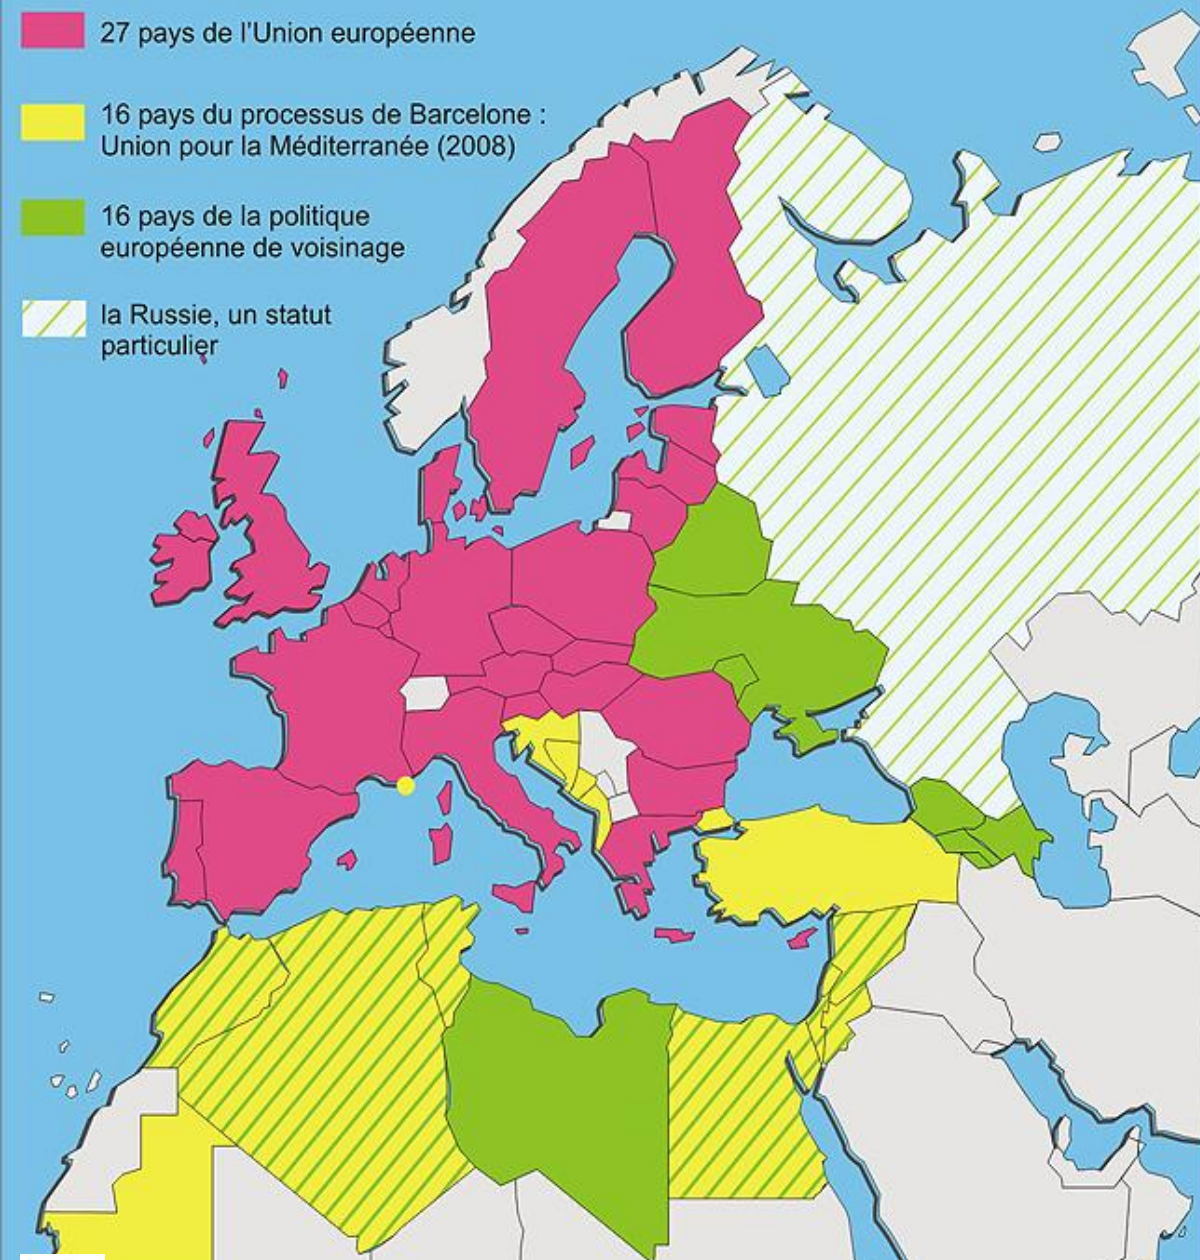 27 pays de l'Union européenne
16 pays du processus de Barcelone :
Union pour la Méditerranée (2008)
16 pays de la politique
européenne de voisinage
la Russie, un statut
particulier